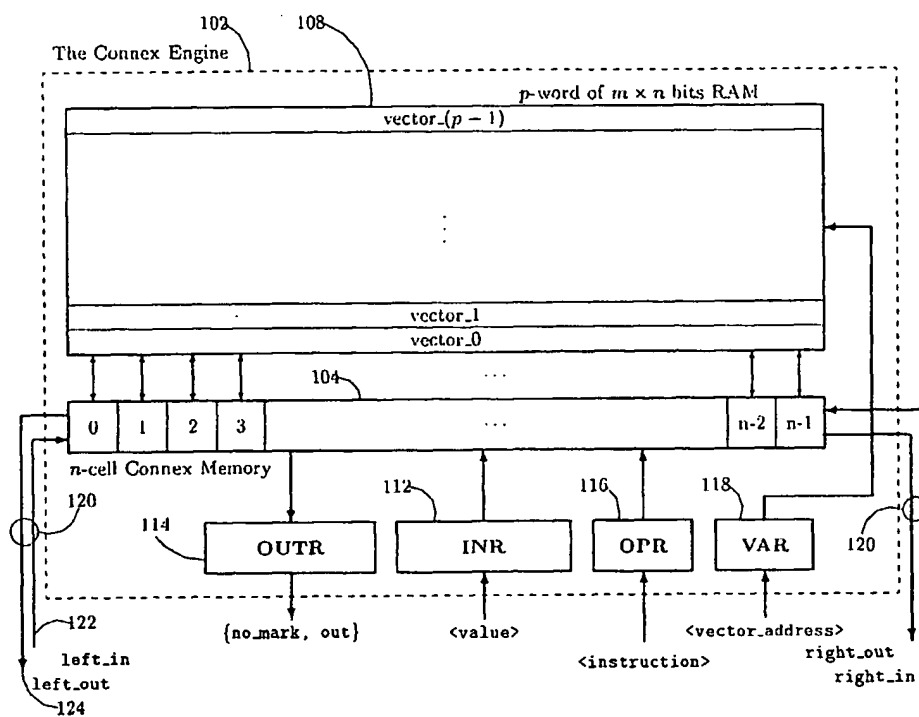 102
108
The Connex Engine
p-word of m × n bits RAM
vector_(p − 1)
⋮
vector_1
vector_0
...
104
0 1 2 3 ... n-2 n-1
n-cell Connex Memory
120
114
112
116
118
120
OUTR INR OPR VAR
122
{no_mark, out} <value> <vector_address>
left_in
<instruction>
right_out
left_out
right_in
124